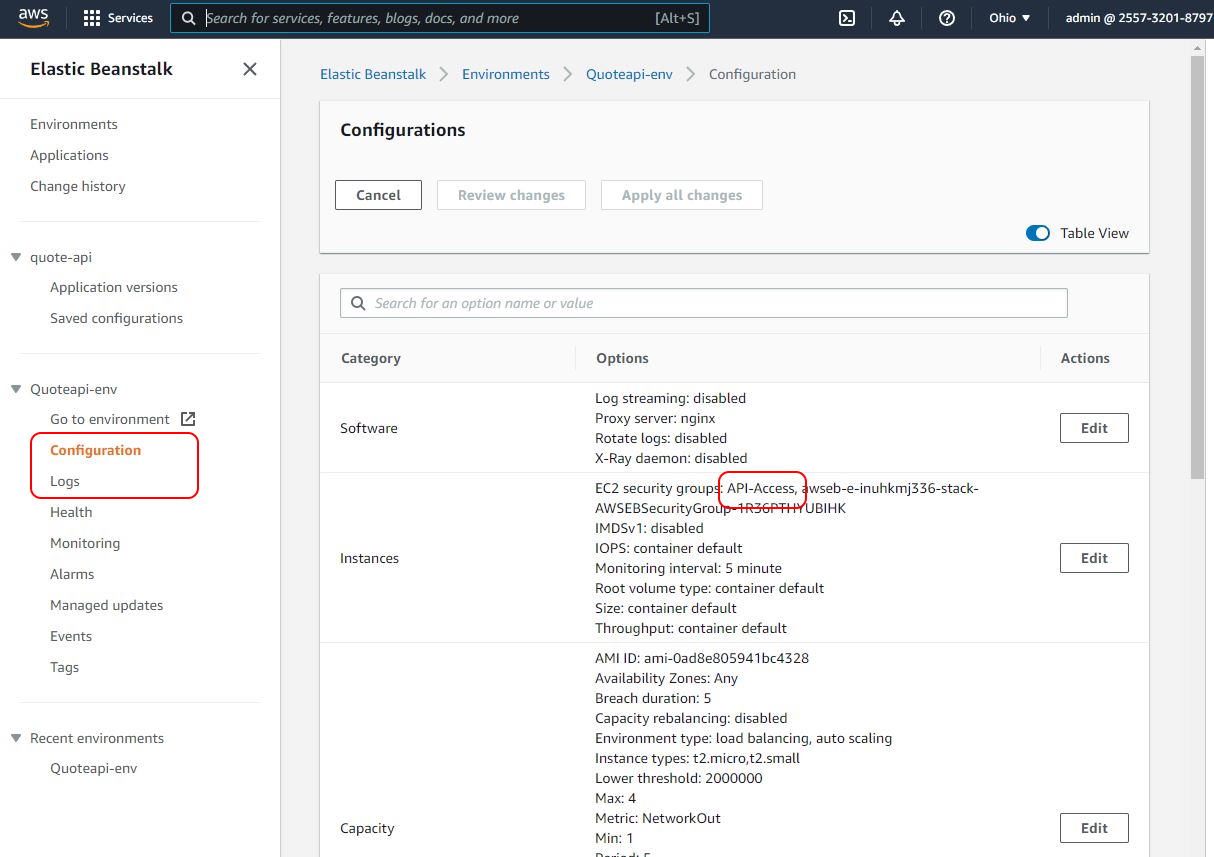 aws
Services
Search for services, features, blogs, docs, and more
[Alt+S]
Ohio
admin @ 2557-3201-8797
Elastic Beanstalk
Environments
Applications
Change history
quote-api
Application versions
Saved configurations
Quoteapi-env
Go to environment
Configuration
Logs
Health
Monitoring
Alarms
Managed updates
Events
Tags
Recent environments
Quoteapi-env
Elastic Beanstalk
Environments
Quoteapi-env
Configuration
Configurations
Cancel
Review changes
Apply all changes
Table View
Search for an option name or value
Category
Options
Actions
Software
Log streaming: disabled
Proxy server: nginx
Rotate logs: disabled
X-Ray daemon: disabled
Edit
Instances
EC2 security groups: API-Access, awseb-e-inuhkmj336-stack-
AWSEBSecurityGroup-1R36PTHYUBIHK
IMDSv1: disabled
IOPS: container default
Monitoring interval: 5 minute
Root volume type: container default
Size: container default
Throughput: container default
Edit
Capacity
AMI ID: ami-0ad8e805941bc4328
Availability Zones: Any
Breach duration: 5
Capacity rebalancing: disabled
Environment type: load balancing, auto scaling
Instance types: t2.micro,t2.small
Lower threshold: 2000000
Max: 4
Metric: NetworkOut
Min: 1
Period: 5
Edit